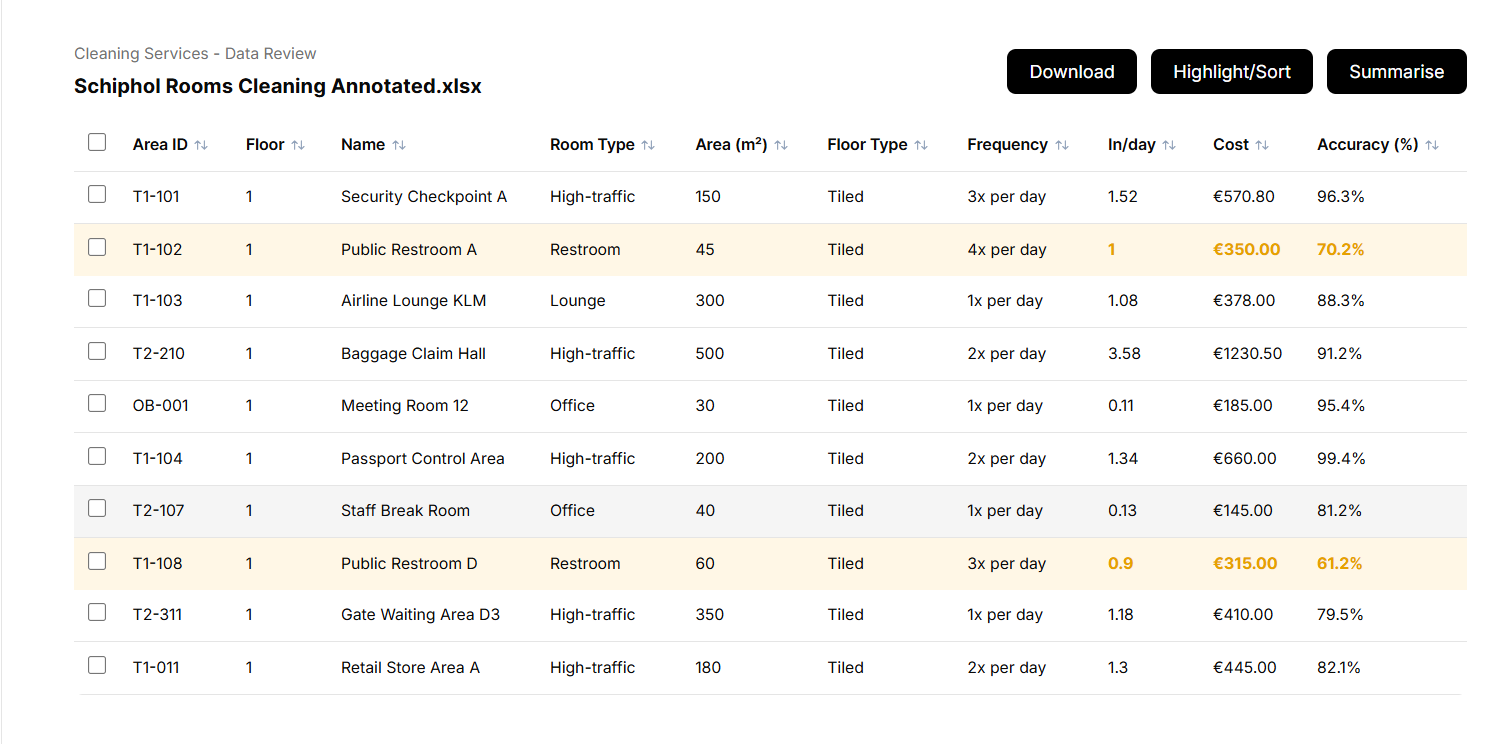 Cleaning Services - Data Review
Schiphol Rooms Cleaning Annotated.xlsx
Download Highlight/Sort Summarise
Area ID Floor Name Room Type Area (m²) Floor Type Frequency In/day Cost Accuracy (%)
T1-101 1 Security Checkpoint A High-traffic 150 Tiled 3x per day 1.52 €570.80 96.3%
T1-102 1 Public Restroom A Restroom 45 Tiled 4x per day 1 €350.00 70.2%
T1-103 1 Airline Lounge KLM Lounge 300 Tiled 1x per day 1.08 €378.00 88.3%
T2-210 1 Baggage Claim Hall High-traffic 500 Tiled 2x per day 3.58 €1230.50 91.2%
OB-001 1 Meeting Room 12 Office 30 Tiled 1x per day 0.11 €185.00 95.4%
T1-104 1 Passport Control Area High-traffic 200 Tiled 2x per day 1.34 €660.00 99.4%
T2-107 1 Staff Break Room Office 40 Tiled 1x per day 0.13 €145.00 81.2%
T1-108 1 Public Restroom D Restroom 60 Tiled 3x per day 0.9 €315.00 61.2%
T2-311 1 Gate Waiting Area D3 High-traffic 350 Tiled 1x per day 1.18 €410.00 79.5%
T1-011 1 Retail Store Area A High-traffic 180 Tiled 2x per day 1.3 €445.00 82.1%